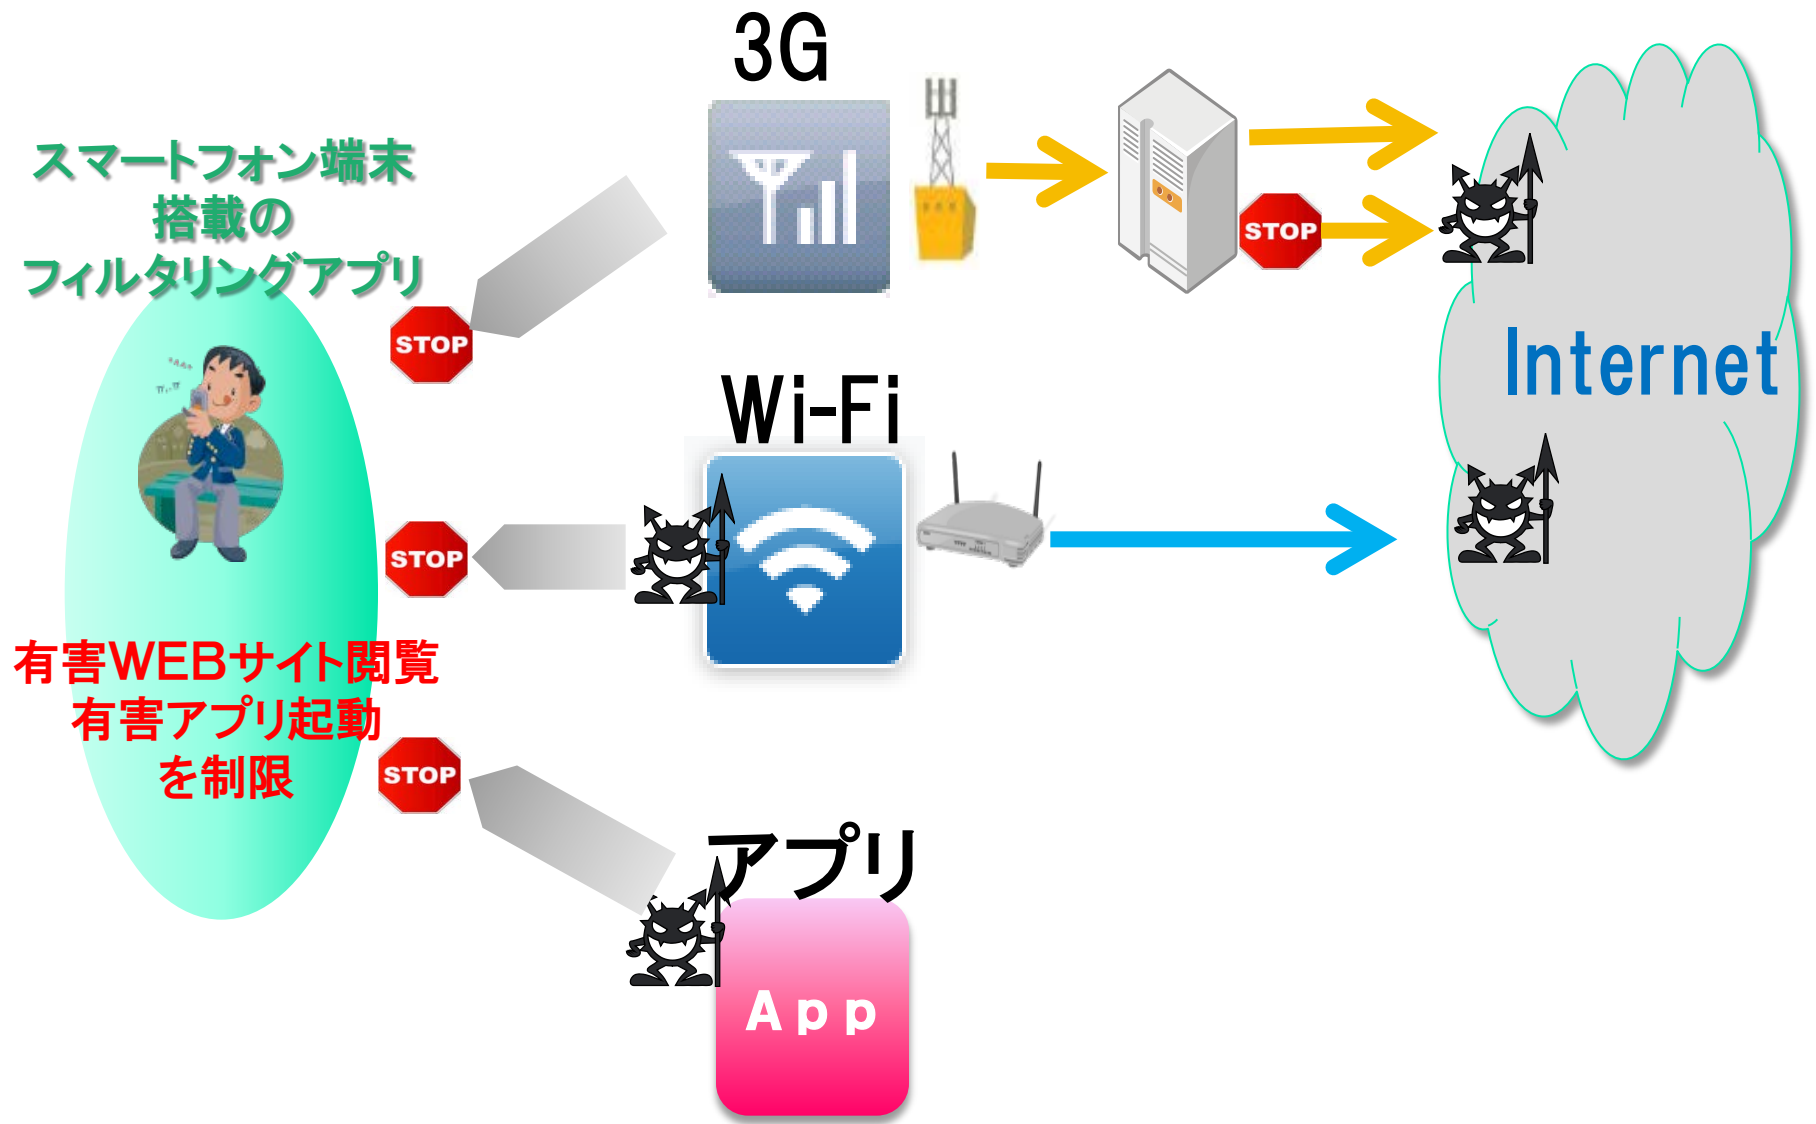 3G
スマートフォン端末
搭載の
フィルタリングアプリ
STOP
STOP
Internet
Wi-Fi
STOP
有害WEBサイト閲覧
有害アプリ起動
を制限
STOP
アプリ
App